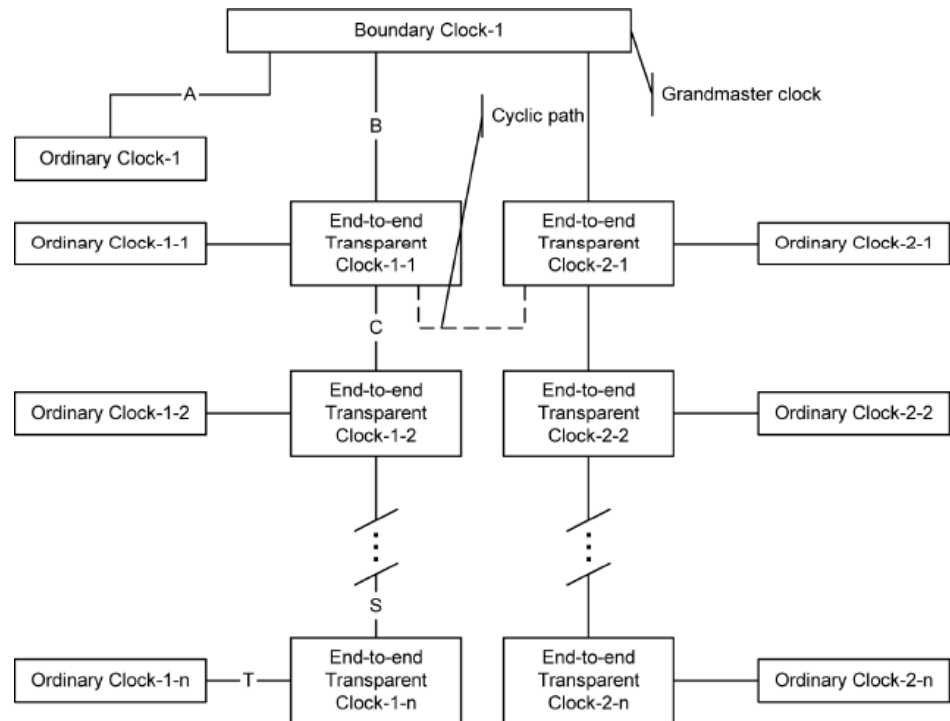 Boundary Clock-1
A
Grandmaster clock
Cyclic path
B
Ordinary Clock-1
Ordinary Clock-1-1
End-to-end
Transparent
Clock-1-1
End-to-end
Transparent
Clock-2-1
Ordinary Clock-2-1
C
Ordinary Clock-1-2
End-to-end
Transparent
Clock-1-2
End-to-end
Transparent
Clock-2-2
Ordinary Clock-2-2
S
Ordinary Clock-1-n
T
End-to-end
Transparent
Clock-1-n
End-to-end
Transparent
Clock-2-n
Ordinary Clock-2-n